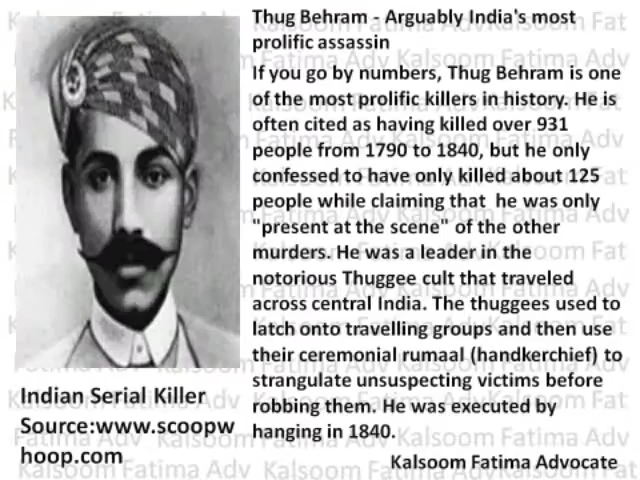 Thug Behram - Arguably India's most
prolific assassin
If you go by numbers, Thug Behram is one
of the most prolific killers in history. He is
often cited as having killed over 931
people from 1790 to 1840, but he only
confessed to have only killed about 125
people while claiming that  he was only
"present at the scene" of the other
murders. He was a leader in the
notorious Thuggee cult that traveled
across central India. The thuggees used to
latch onto travelling groups and then use
their ceremonial rumaal (handkerchief) to
strangulate unsuspecting victims before
robbing them. He was executed by
hanging in 1840.
Kalsoom Fatima Advocate
Indian Serial Killer
Source:www.scoopw
hoop.com